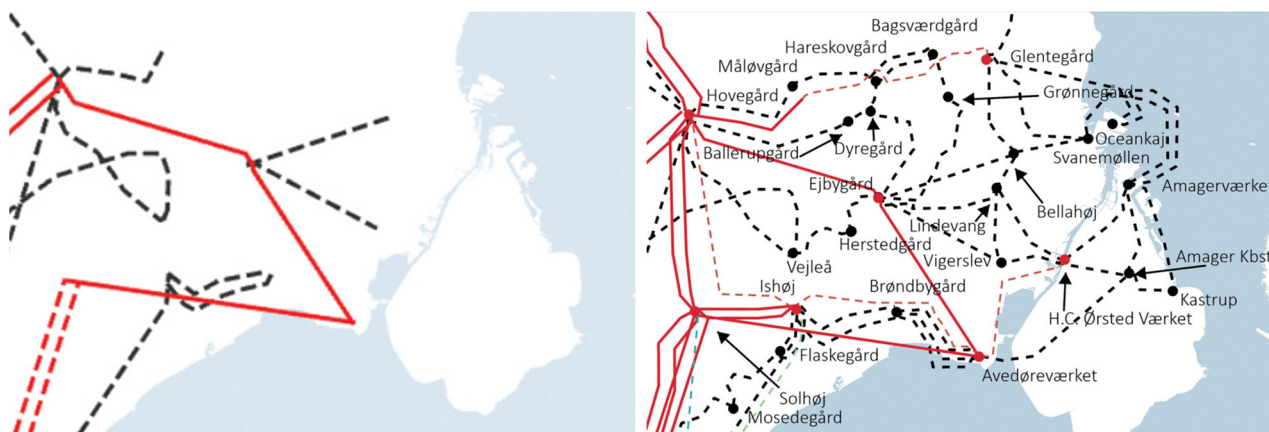 Bagsværdgård
Hareskovgård
Glentegård
Måløvgård
Hovegård
Grønnegård
Oceankaj
Ballerupgård
Dyregård
Svanemøllen
Ejbygård
Amagerværket
Lindevang
Bellahøj
Herstedgård
Vejleå
Vigerslev
Amager Kbst
Ishøj
Brøndbygård
Kastrup
H.C. Ørsted Værket
Flaskegård
Avedøreværket
Solhøj
Mosedegård